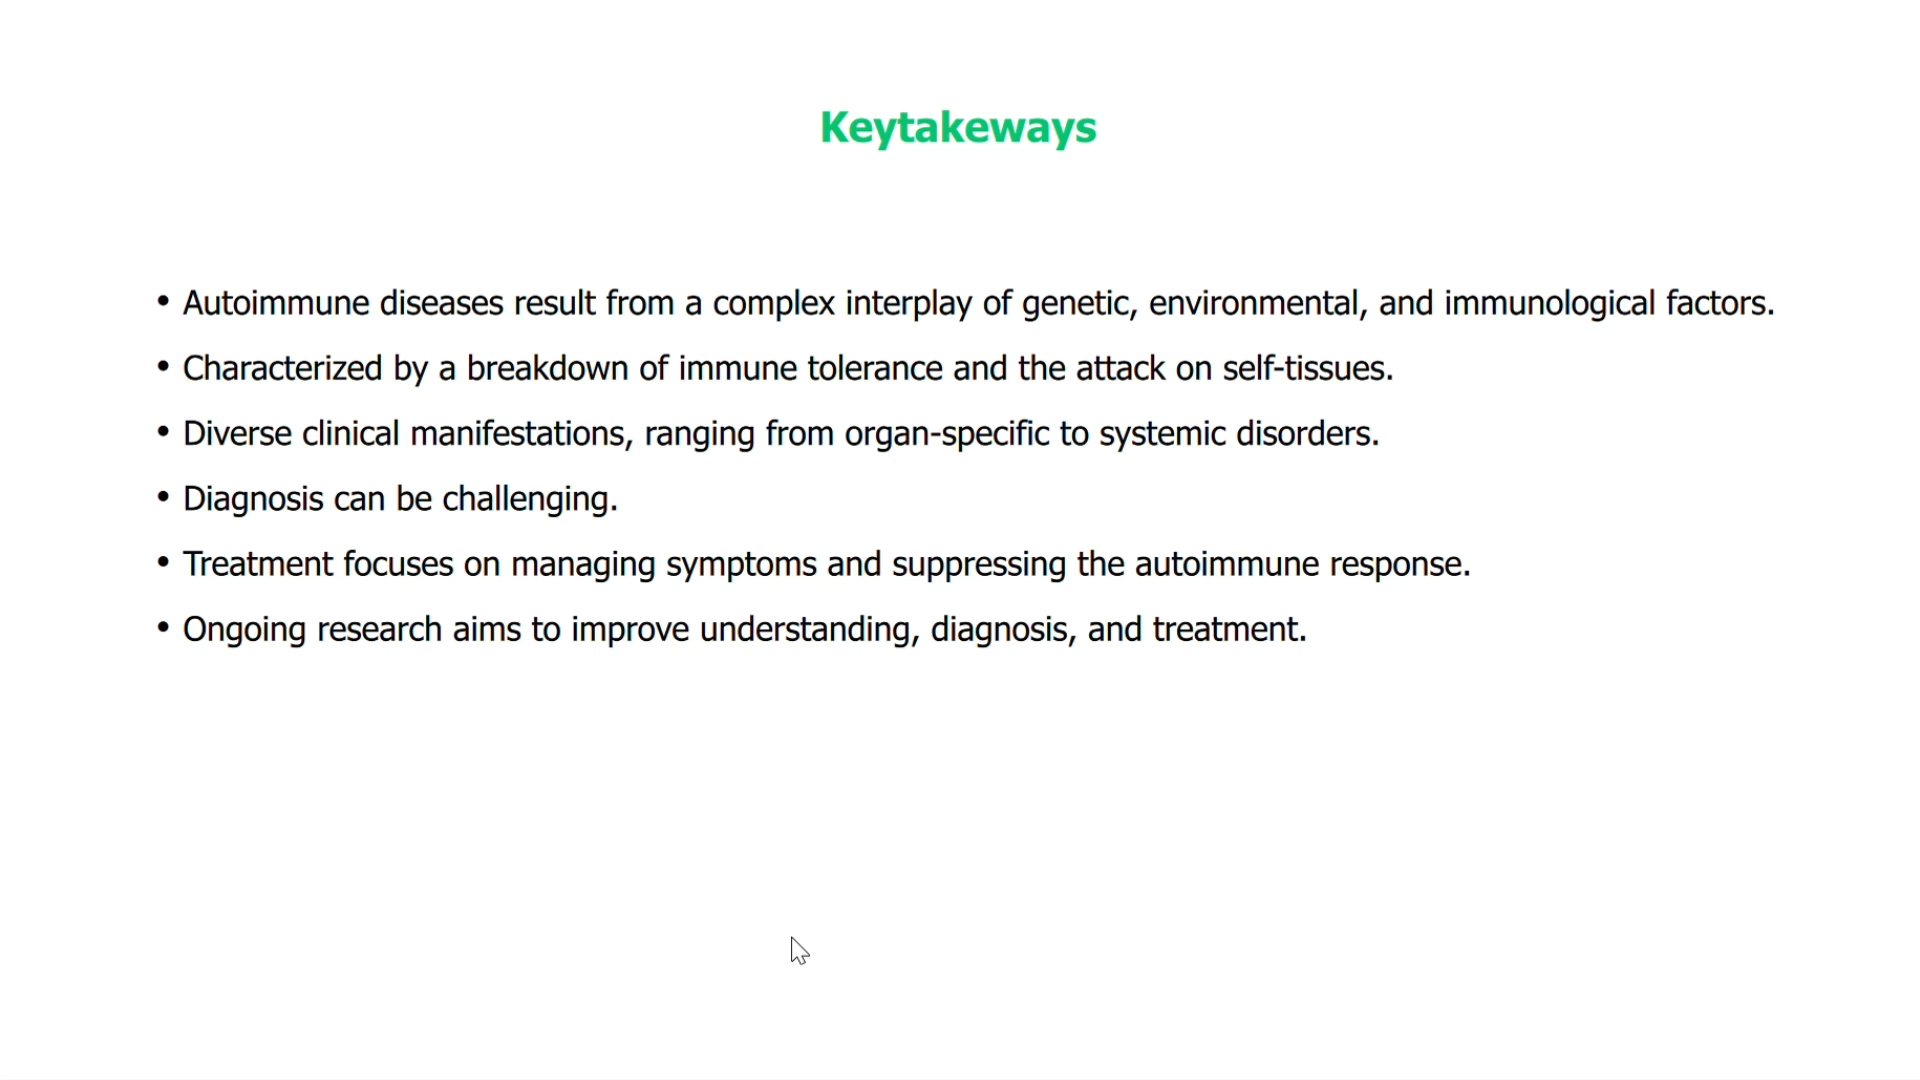 Keytakeways
• Autoimmune diseases result from a complex interplay of genetic, environmental, and immunological factors.
• Characterized by a breakdown of immune tolerance and the attack on self-tissues.
• Diverse clinical manifestations, ranging from organ-specific to systemic disorders.
• Diagnosis can be challenging.
• Treatment focuses on managing symptoms and suppressing the autoimmune response.
• Ongoing research aims to improve understanding, diagnosis, and treatment.